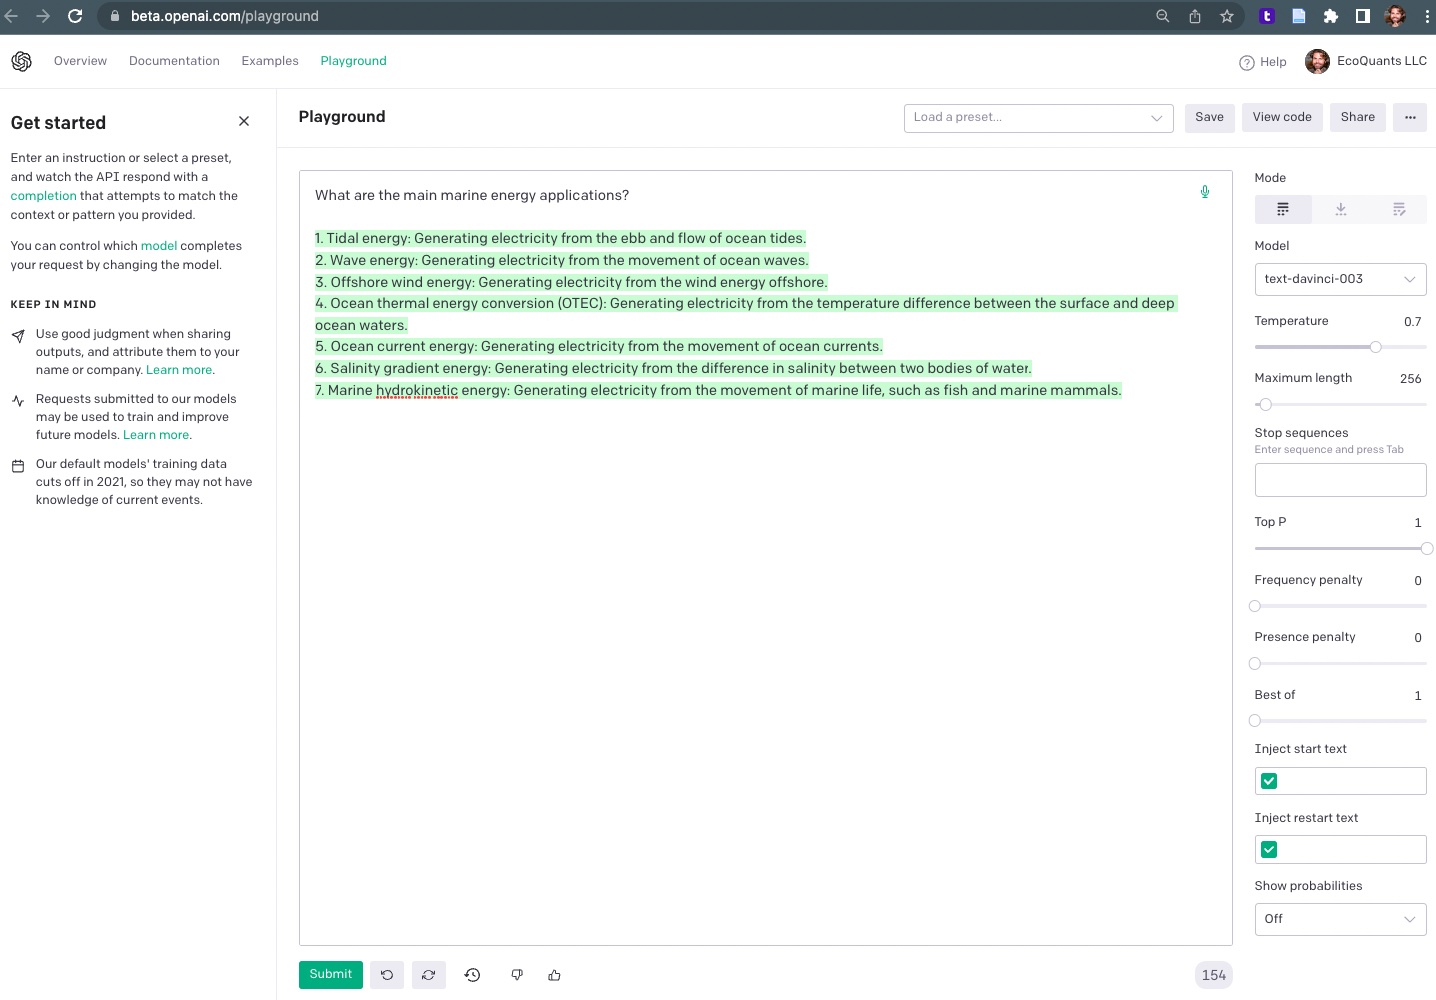 beta.openai.com/playground
t
Overview
Documentation
Examples
Playground
Help
EcoQuants LLC
Get started
Enter an instruction or select a preset,
and watch the API respond with a
completion that attempts to match the
context or pattern you provided.
You can control which model completes
your request by changing the model.
KEEP IN MIND
Use good judgment when sharing
outputs, and attribute them to your
name or company. Learn more.
Requests submitted to our models
may be used to train and improve
future models. Learn more.
Our default models' training data
cuts off in 2021, so they may not have
knowledge of current events.
Playground
Load a preset...
Save
View code
Share
...
What are the main marine energy applications?
1. Tidal energy: Generating electricity from the ebb and flow of ocean tides.
2. Wave energy: Generating electricity from the movement of ocean waves.
3. Offshore wind energy: Generating electricity from the wind energy offshore.
4. Ocean thermal energy conversion (OTEC): Generating electricity from the temperature difference between the surface and deep
ocean waters.
5. Ocean current energy: Generating electricity from the movement of ocean currents.
6. Salinity gradient energy: Generating electricity from the difference in salinity between two bodies of water.
7. Marine hydrokinetic energy: Generating electricity from the movement of marine life, such as fish and marine mammals.
Submit
154
Mode
Model
text-davinci-003
Temperature 0.7
Maximum length 256
Stop sequences
Enter sequence and press Tab
Top P 1
Frequency penalty 0
Presence penalty 0
Best of 1
Inject start text
Inject restart text
Show probabilities
Off